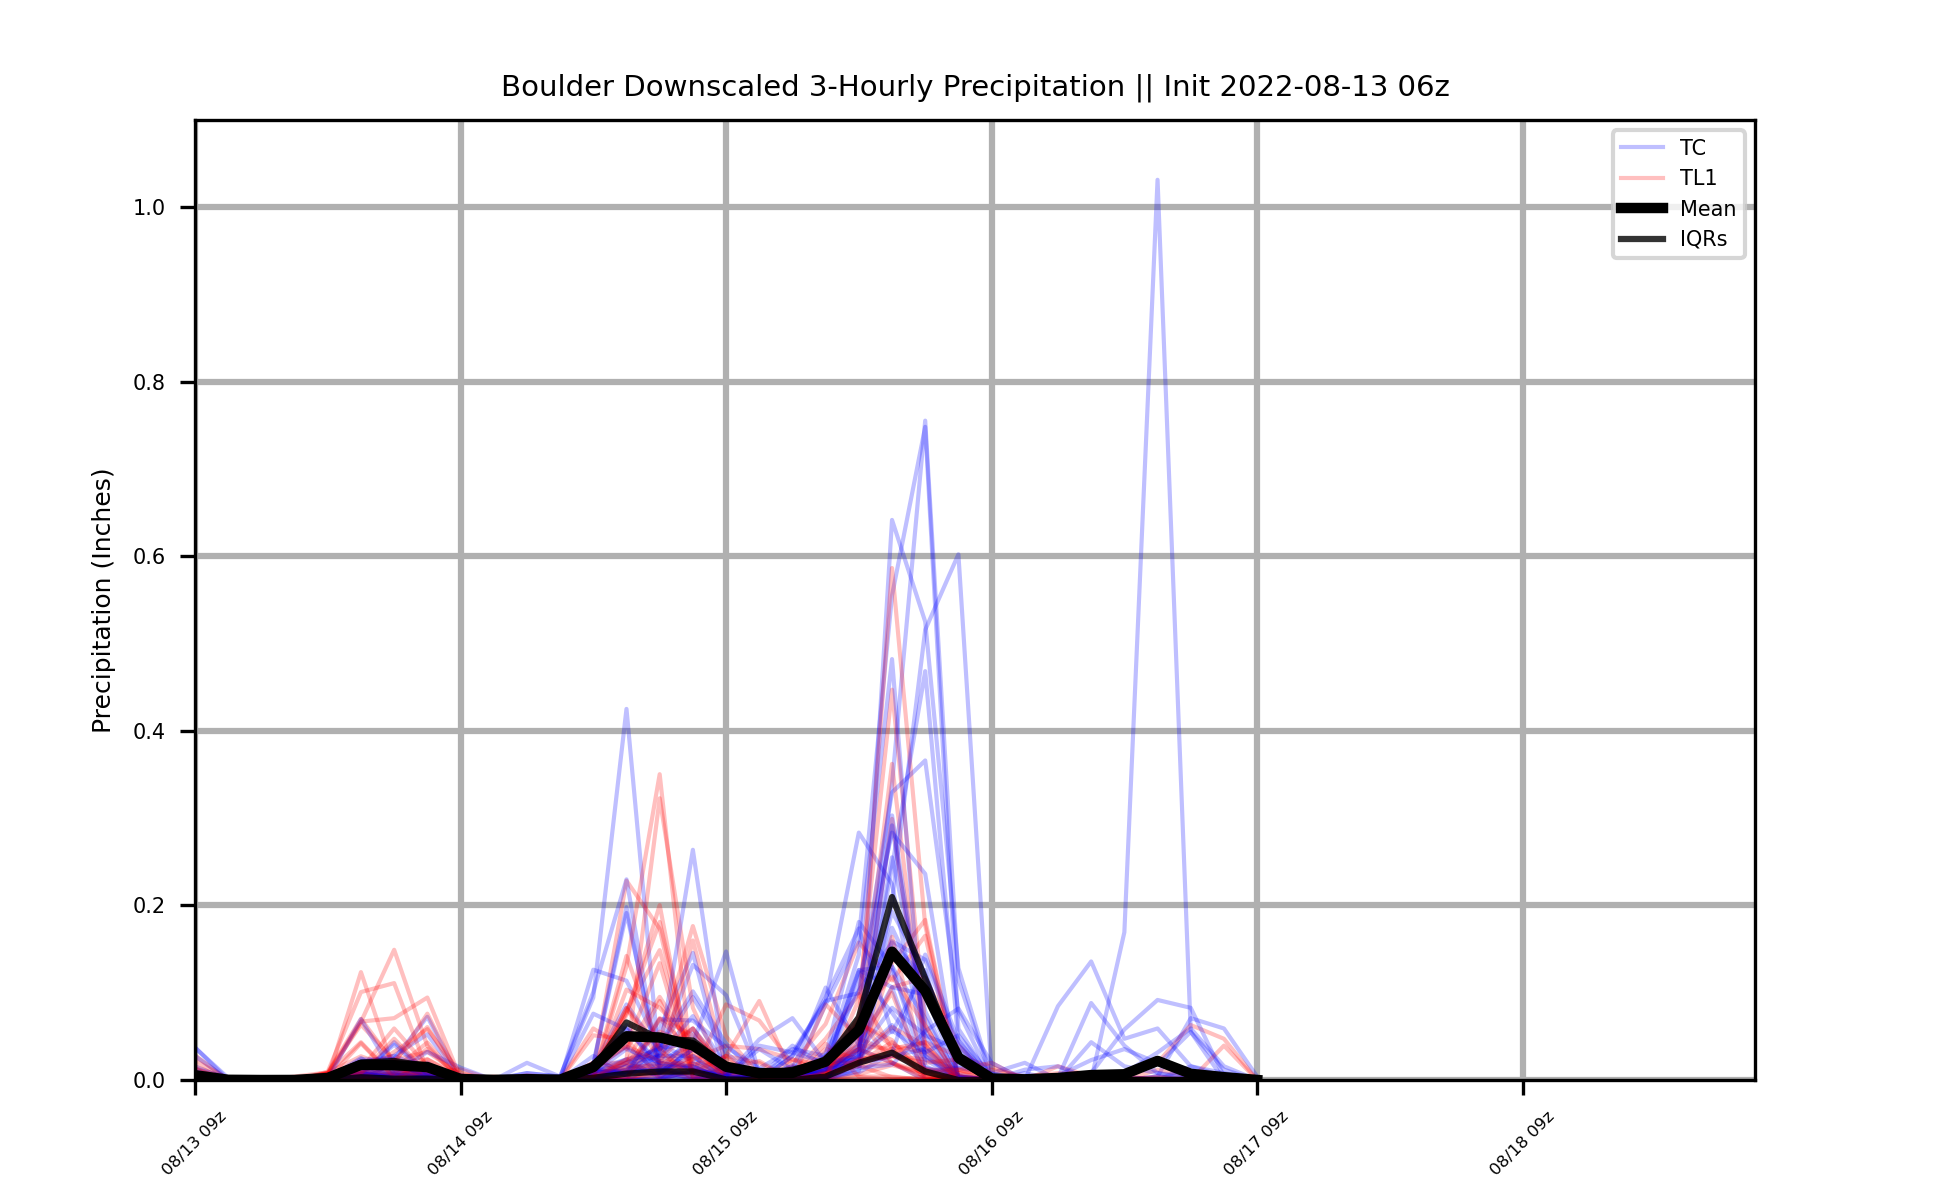 Boulder Downscaled 3-Hourly Precipitation || Init 2022-08-13 06z
TC
TL1
Mean
IQRs
Precipitation (Inches)
1.0
0.8
0.6
0.4
0.2
0.0
08/13 09z
08/14 09z
08/15 09z
08/16 09z
08/17 09z
08/18 09z